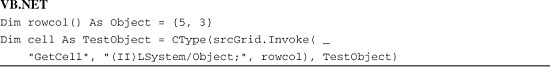 VB.NET
Dim rowcol() As Object = {5, 3}
Dim cell As TestObject = CType(srcGrid.Invoke( _
    "GetCell", "(II)LSystem/Object;", rowcol), TestObject)